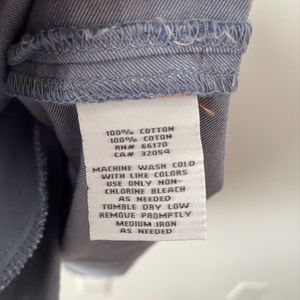 100% COTTON
100% COTON
RN# 66170
CA# 32054
MACHINE WASH COLD
WITH LIKE COLORS
USE ONLY NON-
CHLORINE BLEACH
AS NEEDED
TUMBLE DRY LOW
REMOVE PROMPTLY
MEDIUM IRON
AS NEEDED